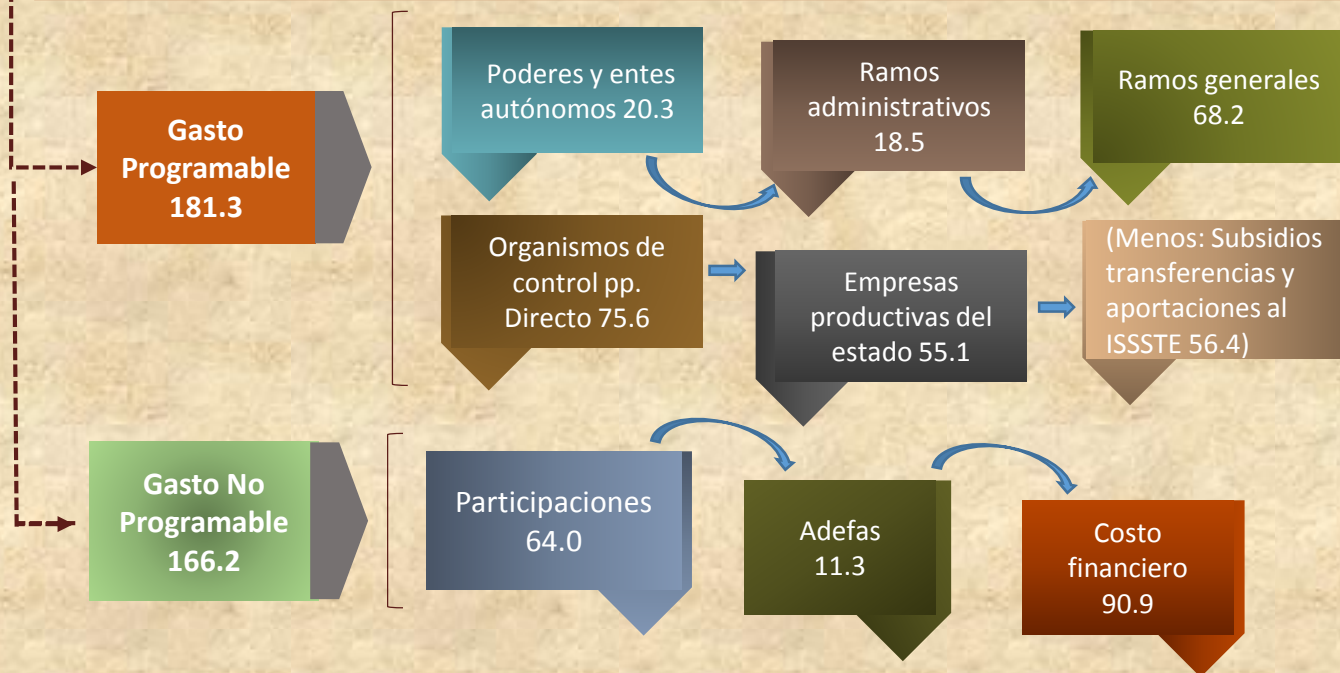 Gasto
Programable
181.3
Poderes y entes
autónomos 20.3
Ramos
administrativos
18.5
Ramos generales
68.2
Organismos de
control pp.
Directo 75.6
Empresas
productivas del
estado 55.1
(Menos: Subsidios
transferencias y
aportaciones al
ISSSTE 56.4)
Gasto No
Programable
166.2
Participaciones
64.0
Adefas
11.3
Costo
financiero
90.9